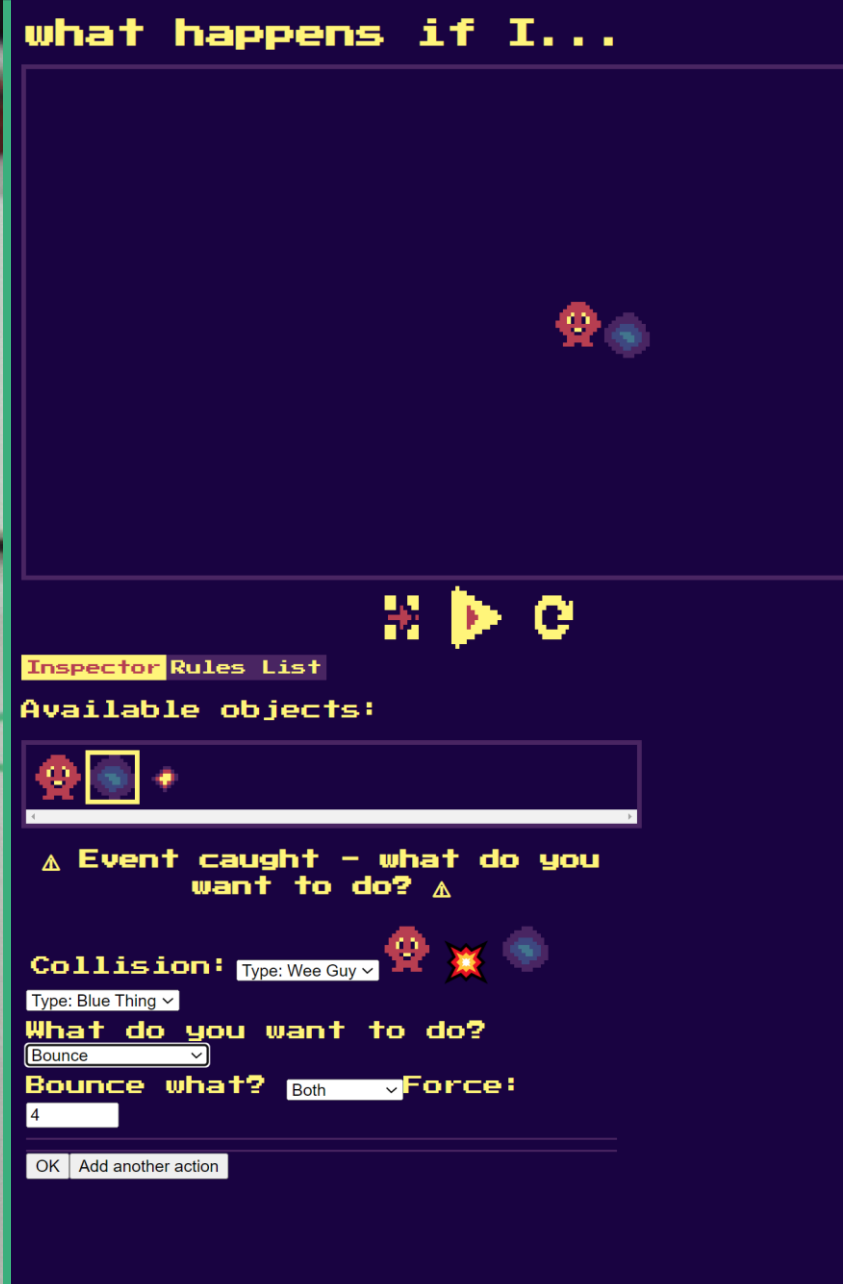 what happens if I...
Inspector Rules List
Available objects:
⚠ Event caught - what do you
want to do? ⚠
Collision: Type: Wee Guy
Type: Blue Thing
What do you want to do?
Bounce
Bounce what? Both Force:
4
OK Add another action